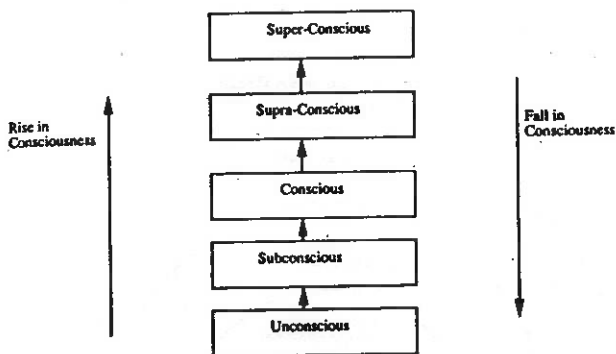 Super-Conscious
Supra-Conscious
Rise in
Consciousness
Fall in
Consciousness
Conscious
Subconscious
Unconscious